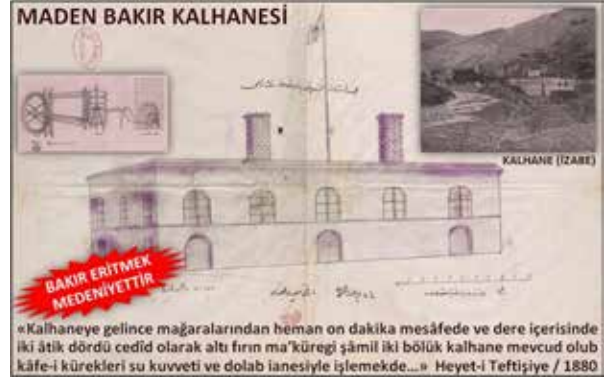 MADEN BAKIR KALHANESİ
KALHANE (İZABE)
BAKIR ERİTMEK
MEDENİYETTİR
«Kalhaneye gelince mağaralarından heman on dakika mesâfede ve dere içerisinde
iki âtik dördü cedîd olarak altı fırın ma'küregi şâmil iki bölük kalhane mevcud olub
kâfe-i kürekleri su kuvveti ve dolab ianesiyle işlemekde...» Heyet-i Teftişiye / 1880